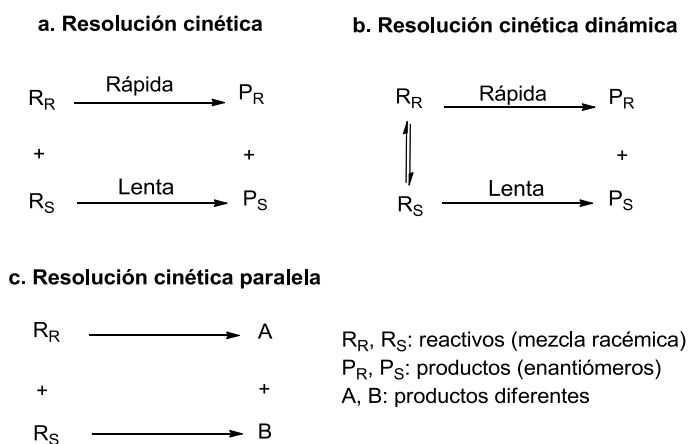 a. Resolución cinética
R_R Rápida P_R
+ +
R_S Lenta P_S
b. Resolución cinética dinámica
R_R Rápida P_R
+
R_S Lenta P_S
c. Resolución cinética paralela
R_R A
+ +
R_S B
R_R, R_S: reactivos (mezcla racémica)
P_R, P_S: productos (enantiómeros)
A, B: productos diferentes